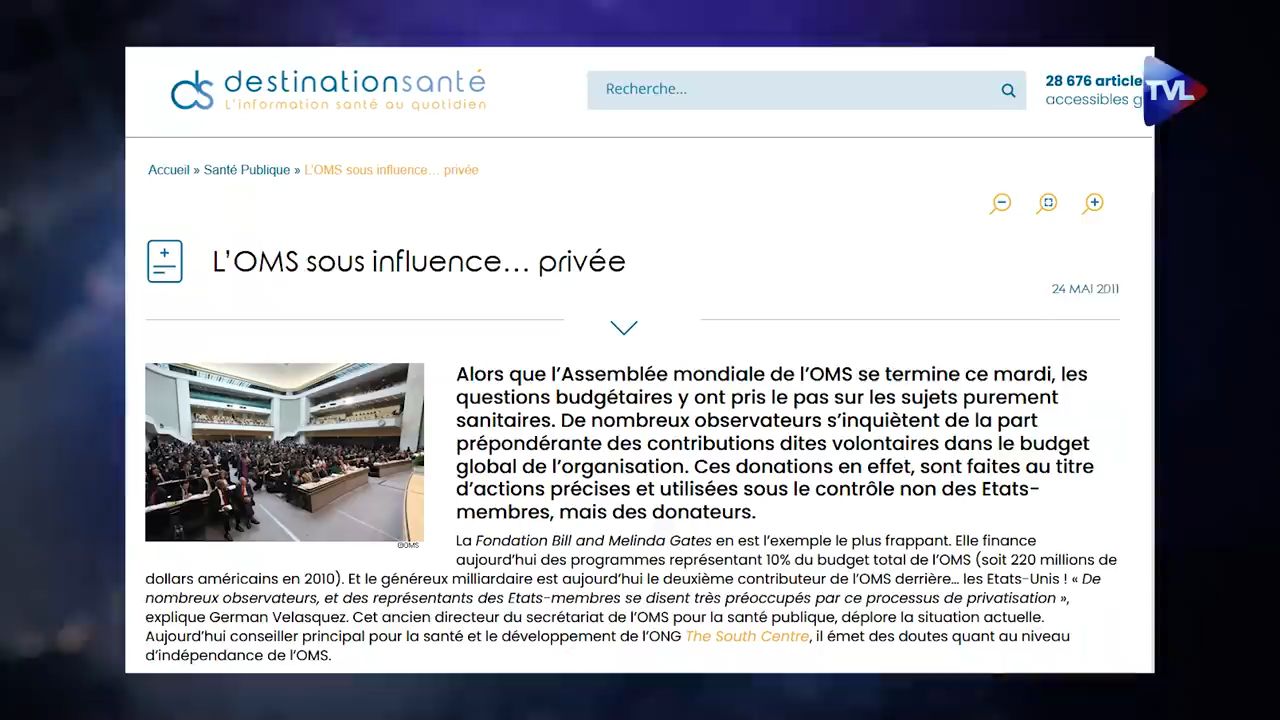 destinationsanté
L'information santé au quotidien
Recherche...
28 676 article
accessibles g
TVL
Accueil » Santé Publique » L'OMS sous influence… privée
L'OMS sous influence… privée
24 MAI 2011
Alors que l'Assemblée mondiale de l'OMS se termine ce mardi, les
questions budgétaires y ont pris le pas sur les sujets purement
sanitaires. De nombreux observateurs s'inquiètent de la part
prépondérante des contributions dites volontaires dans le budget
global de l'organisation. Ces donations en effet, sont faites au titre
d'actions précises et utilisées sous le contrôle non des Etats-
membres, mais des donateurs.
©OMS
La Fondation Bill and Melinda Gates en est l'exemple le plus frappant. Elle finance
aujourd'hui des programmes représentant 10% du budget total de l'OMS (soit 220 millions de
dollars américains en 2010). Et le généreux milliardaire est aujourd'hui le deuxième contributeur de l'OMS derrière… les Etats-Unis ! « De
nombreux observateurs, et des représentants des Etats-membres se disent très préoccupés par ce processus de privatisation »,
explique German Velasquez. Cet ancien directeur du secrétariat de l'OMS pour la santé publique, déplore la situation actuelle.
Aujourd'hui conseiller principal pour la santé et le développement de l'ONG The South Centre, il émet des doutes quant au niveau
d'indépendance de l'OMS.